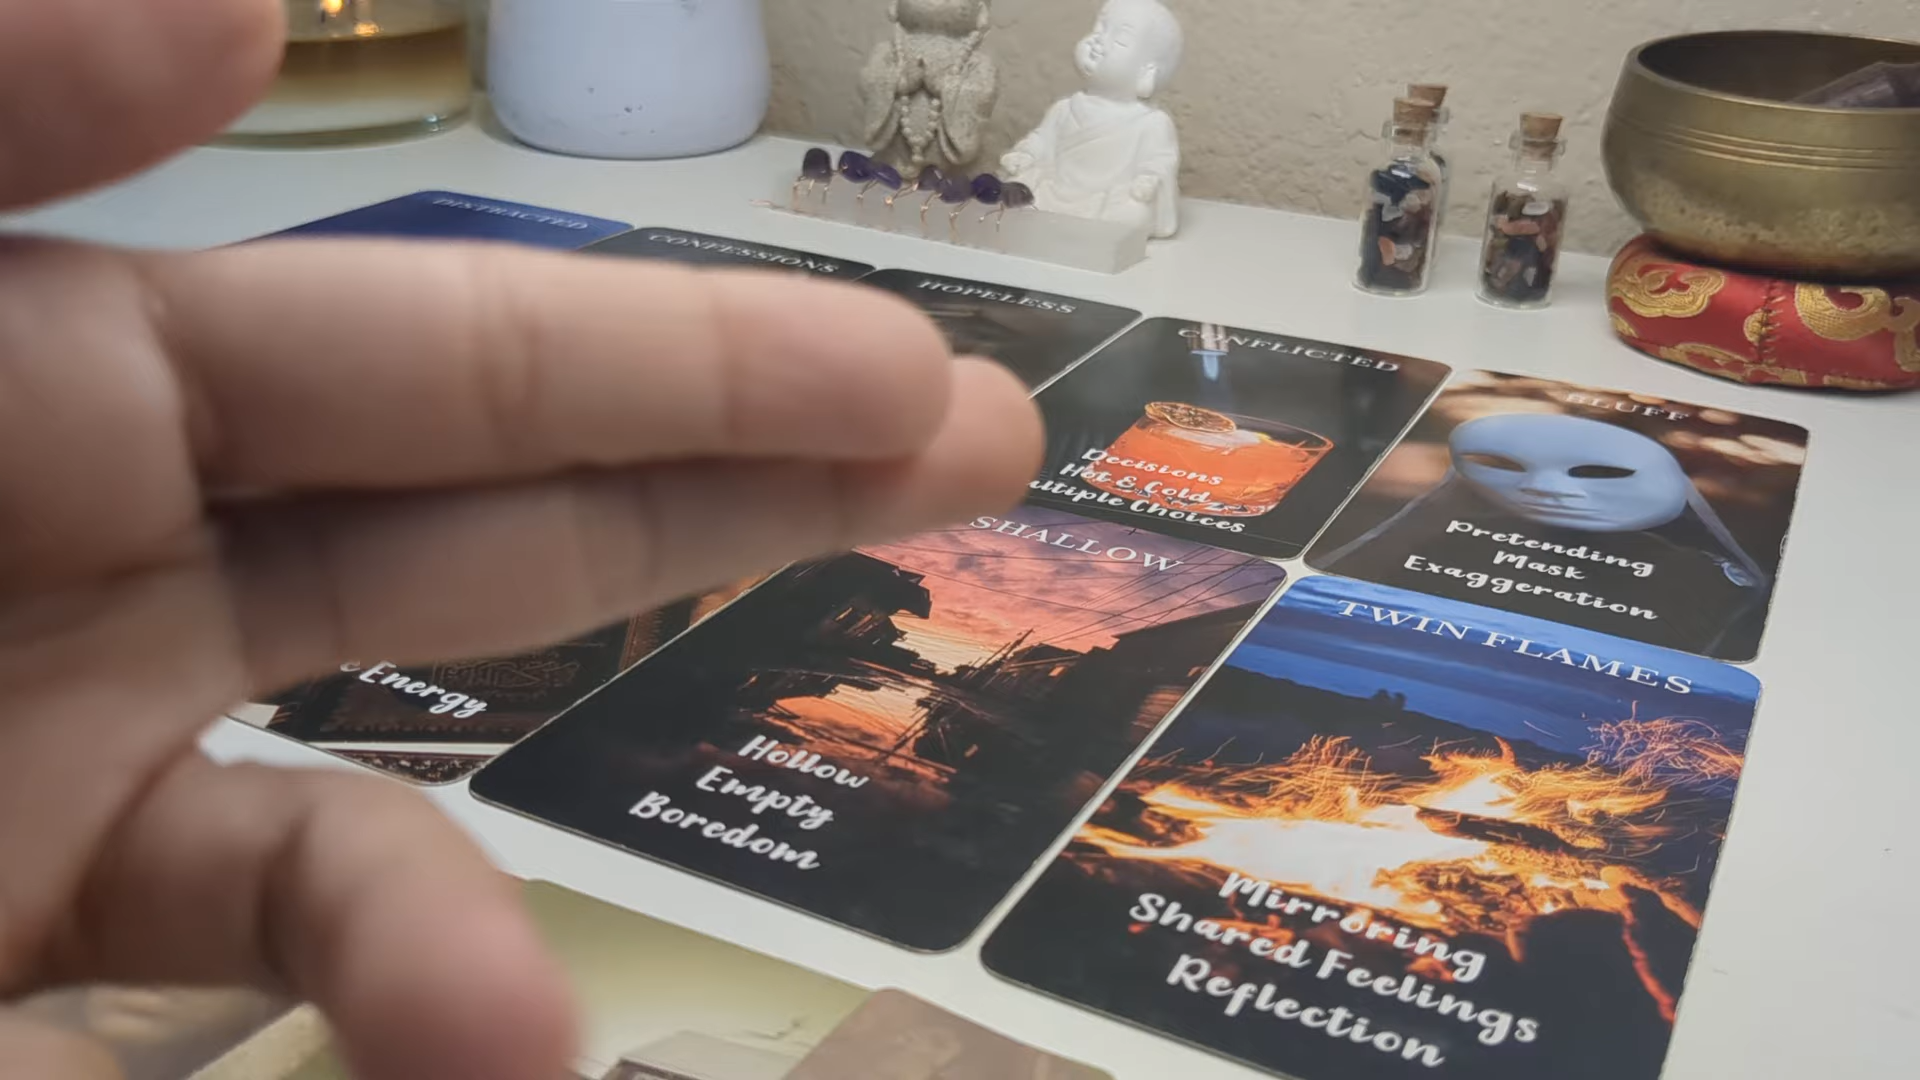 DISTRACTED
CONFESSIONS
HOPELESS
CONFLICTED
Decisions
Hot & Cold
Multiple Choices
BLUFF
Pretending
Mask
Exaggeration
Energy
SHALLOW
Hollow
Empty
Boredom
TWIN FLAMES
Mirroring
Shared Feelings
Reflection